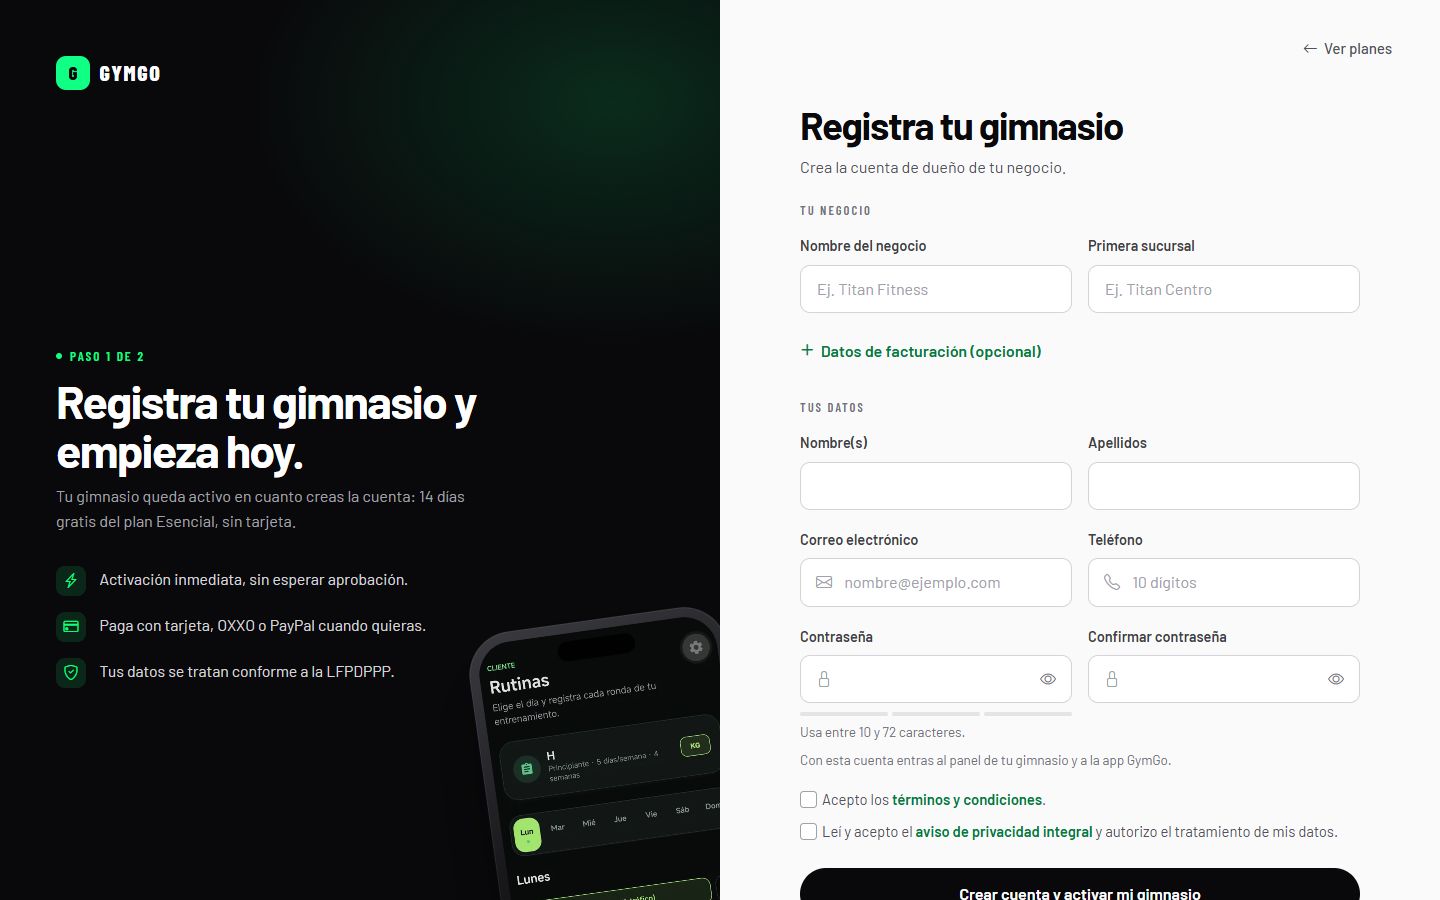 G GYMGO
PASO 1 DE 2
Registra tu gimnasio y
empieza hoy.
Tu gimnasio queda activo en cuanto creas la cuenta: 14 días
gratis del plan Esencial, sin tarjeta.
Activación inmediata, sin esperar aprobación.
Paga con tarjeta, OXXO o PayPal cuando quieras.
Tus datos se tratan conforme a la LFPDPPP.
CLIENTE
Rutinas
Elige el día y registra cada ronda de tu
entrenamiento.
H
Principiante · 5 días/semana · 4
semanas
KG
Lun Mar Mié Jue Vie Sáb Dom
Lunes
Ver planes
Registra tu gimnasio
Crea la cuenta de dueño de tu negocio.
TU NEGOCIO
Nombre del negocio Primera sucursal
Ej. Titan Fitness Ej. Titan Centro
+ Datos de facturación (opcional)
TUS DATOS
Nombre(s) Apellidos
Correo electrónico Teléfono
nombre@ejemplo.com 10 dígitos
Contraseña Confirmar contraseña
Usa entre 10 y 72 caracteres.
Con esta cuenta entras al panel de tu gimnasio y a la app GymGo.
Acepto los términos y condiciones.
Leí y acepto el aviso de privacidad integral y autorizo el tratamiento de mis datos.
Crear cuenta y activar mi gimnasio